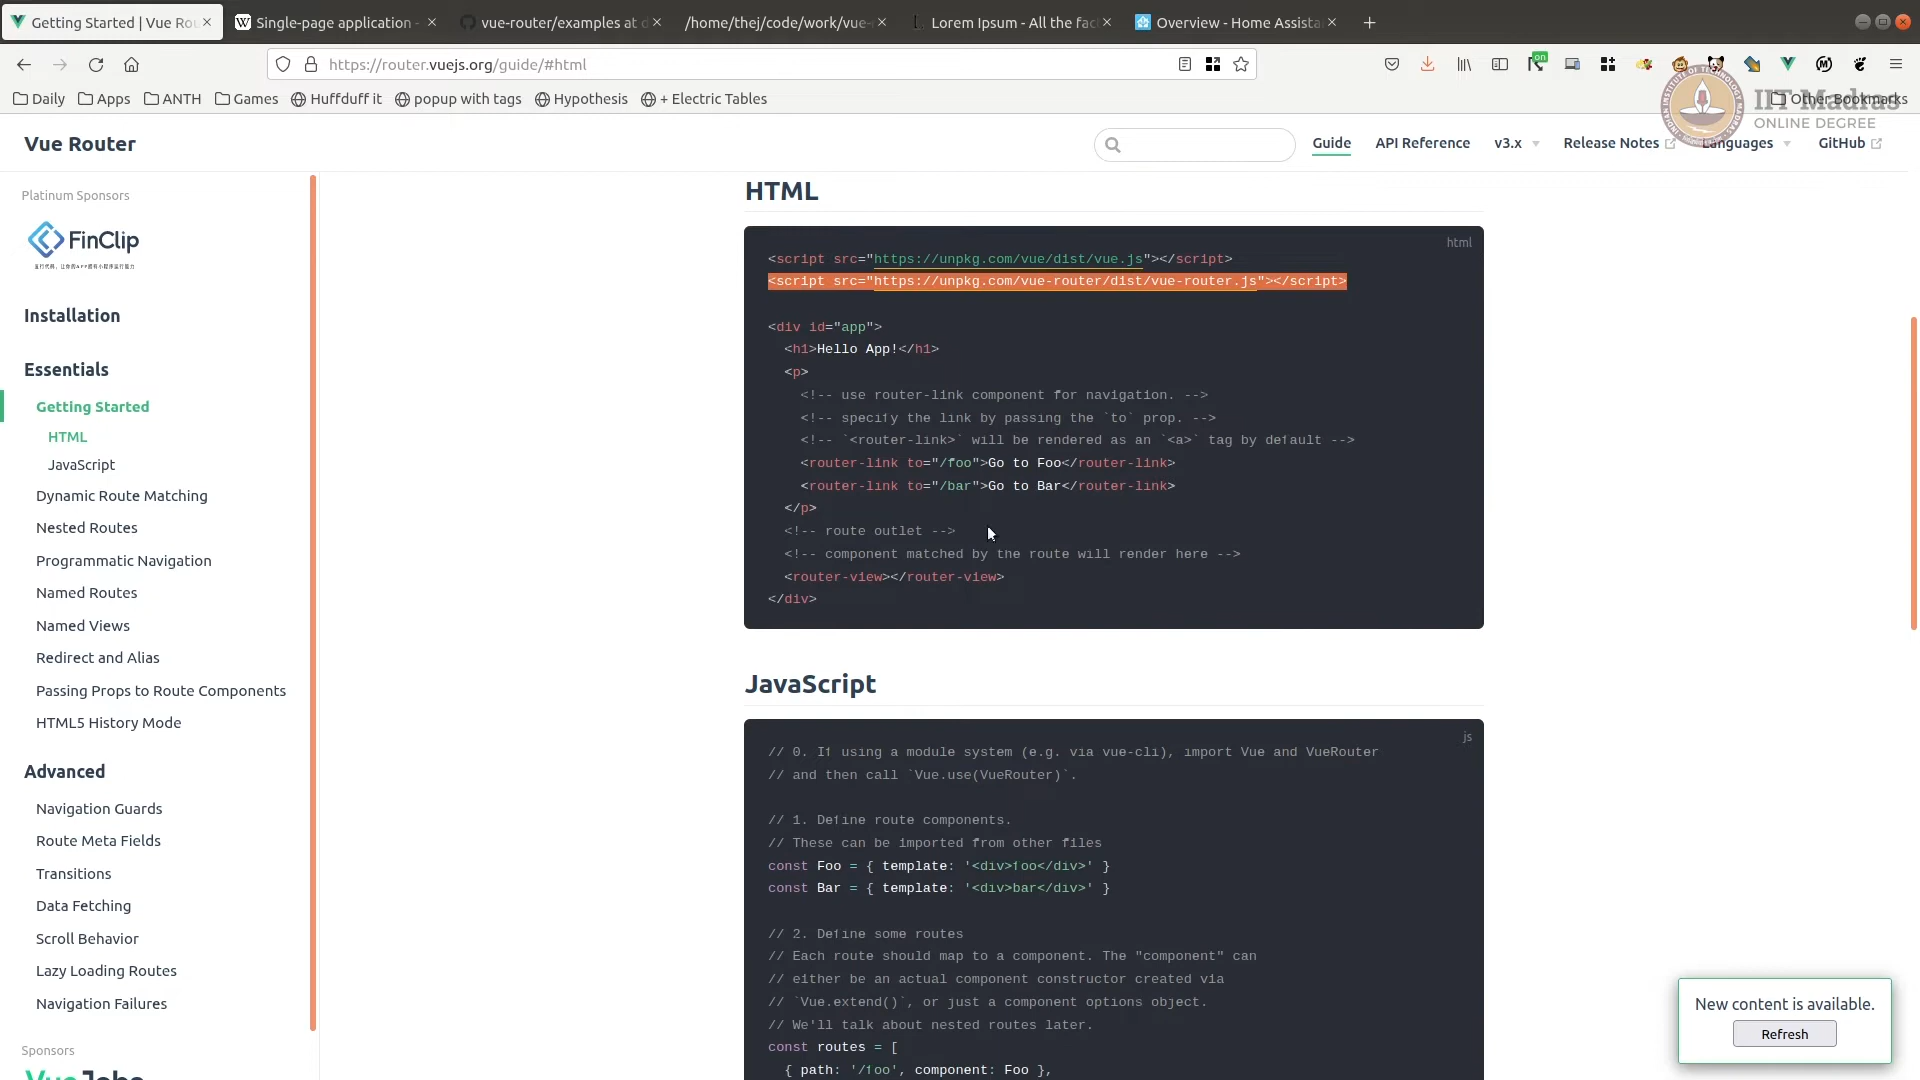 Getting Started | Vue Ro
Single-page application -
vue-router/examples at d
/home/thej/code/work/vue-
Lorem Ipsum - All the fac
Overview - Home Assista
https://router.vuejs.org/guide/#html
on
Daily
Apps
ANTH
Games
Huffduff it
popup with tags
Hypothesis
+ Electric Tables
Other Bookmarks
IIT Madras
ONLINE DEGREE
Vue Router
Guide
API Reference
v3.x
Release Notes
Languages
GitHub
Platinum Sponsors
FinClip
Installation
Essentials
Getting Started
HTML
JavaScript
Dynamic Route Matching
Nested Routes
Programmatic Navigation
Named Routes
Named Views
Redirect and Alias
Passing Props to Route Components
HTML5 History Mode
Advanced
Navigation Guards
Route Meta Fields
Transitions
Data Fetching
Scroll Behavior
Lazy Loading Routes
Navigation Failures
Sponsors
VueJobs
HTML
html
<script src="https://unpkg.com/vue/dist/vue.js"></script>
<script src="https://unpkg.com/vue-router/dist/vue-router.js"></script>
<div id="app">
<h1>Hello App!</h1>
<p>
<!-- use router-link component for navigation. -->
<!-- specify the link by passing the `to` prop. -->
<!-- `<router-link>` will be rendered as an `<a>` tag by default -->
<router-link to="/foo">Go to Foo</router-link>
<router-link to="/bar">Go to Bar</router-link>
</p>
<!-- route outlet -->
<!-- component matched by the route will render here -->
<router-view></router-view>
</div>
JavaScript
js
// 0. If using a module system (e.g. via vue-cli), import Vue and VueRouter
// and then call `Vue.use(VueRouter)`.
// 1. Define route components.
// These can be imported from other files
const Foo = { template: '<div>foo</div>' }
const Bar = { template: '<div>bar</div>' }
// 2. Define some routes
// Each route should map to a component. The "component" can
// either be an actual component constructor created via
// `Vue.extend()`, or just a component options object.
// We'll talk about nested routes later.
const routes = [
{ path: '/foo', component: Foo },
New content is available.
Refresh